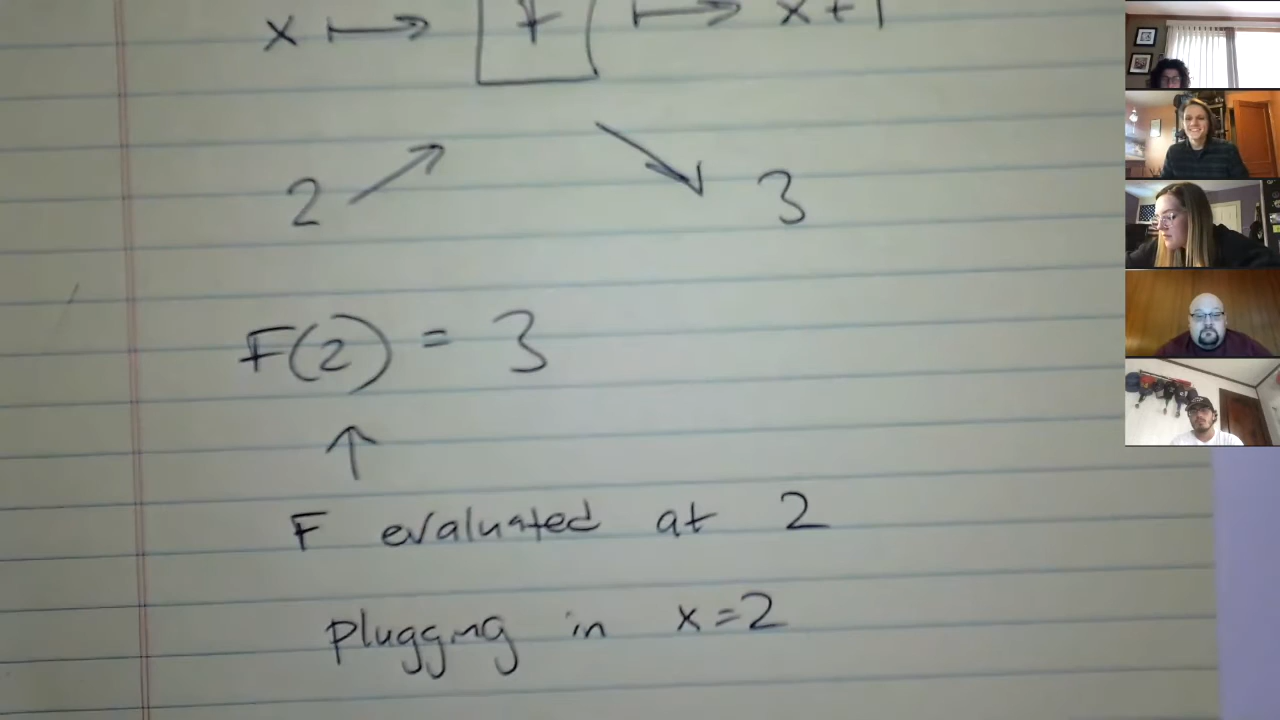 x ↦ F ↦ x+1
2 ↗ ↘ 3
F(2) = 3
↑
F evaluated at 2
plugging in x=2